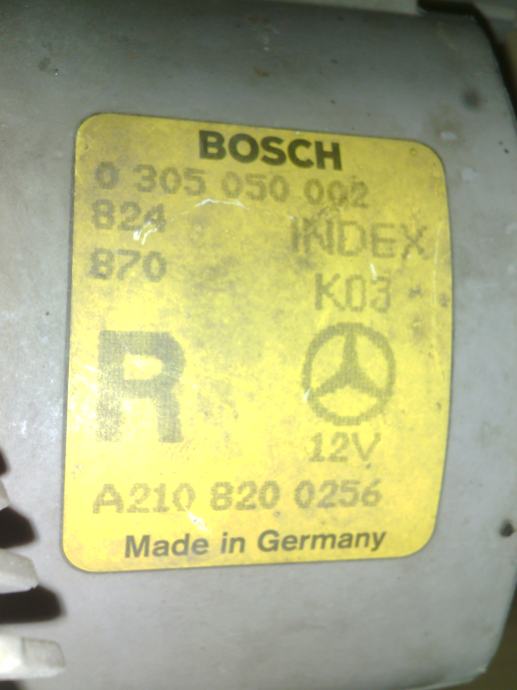 BOSCH
0 305 050 002
824
INDEX
870
K03
R
12V
A210 820 0256
Made in Germany